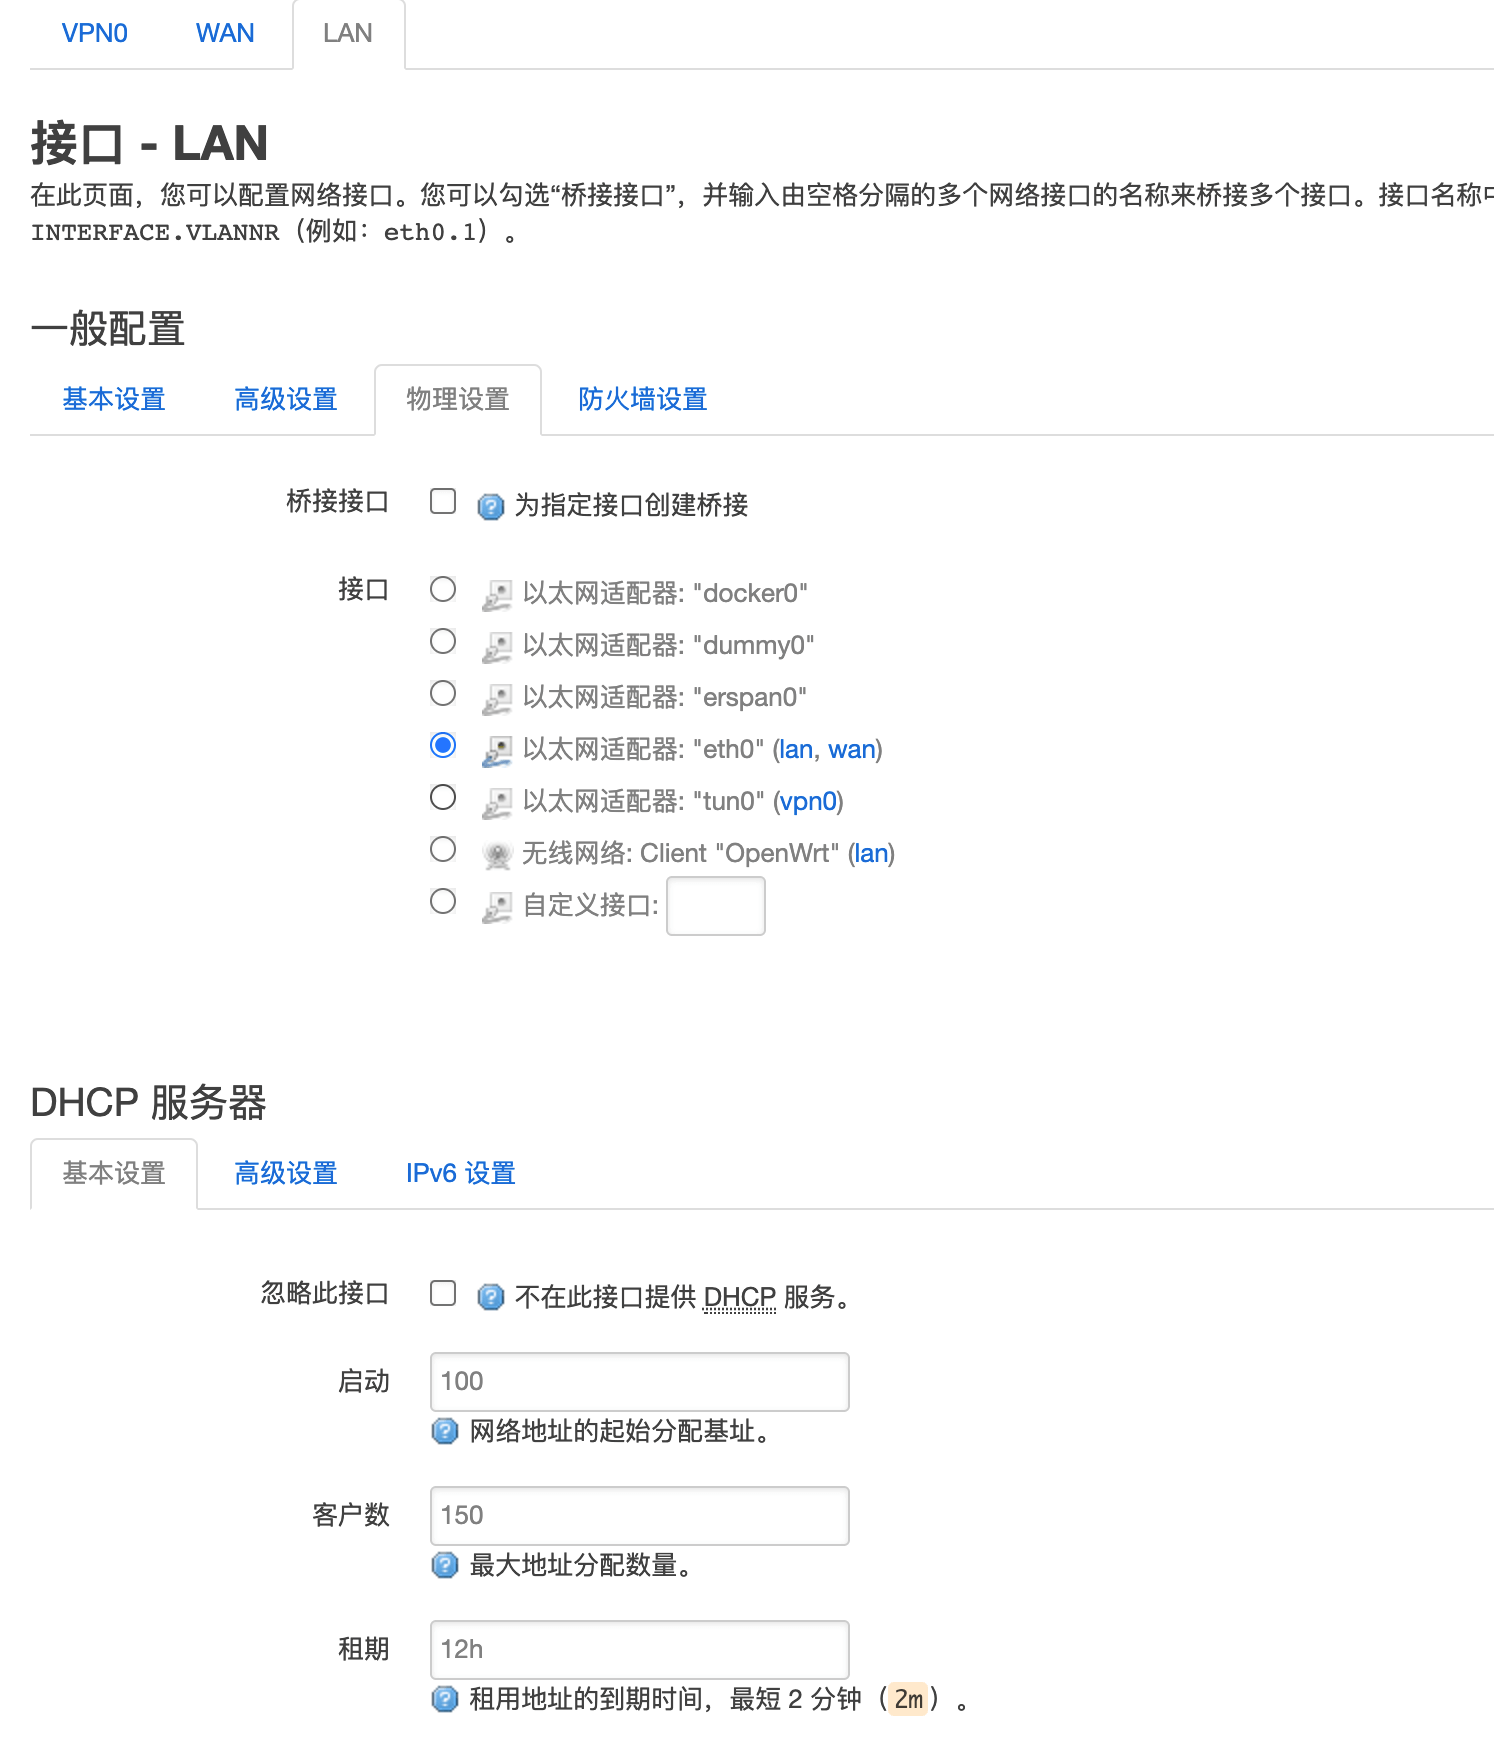 VPN0 WAN LAN
接口 - LAN
在此页面，您可以配置网络接口。您可以勾选“桥接接口”，并输入由空格分隔的多个网络接口的名称来桥接多个接口。接口名称中
INTERFACE.VLANNR（例如：eth0.1）。
一般配置
基本设置 高级设置 物理设置 防火墙设置
桥接接口 为指定接口创建桥接
接口 以太网适配器: "docker0"
以太网适配器: "dummy0"
以太网适配器: "erspan0"
以太网适配器: "eth0" (lan, wan)
以太网适配器: "tun0" (vpn0)
无线网络: Client "OpenWrt" (lan)
自定义接口:
DHCP 服务器
基本设置 高级设置 IPv6 设置
忽略此接口 不在此接口提供 DHCP 服务。
启动 100
网络地址的起始分配基址。
客户数 150
最大地址分配数量。
租期 12h
租用地址的到期时间，最短 2 分钟（2m）。